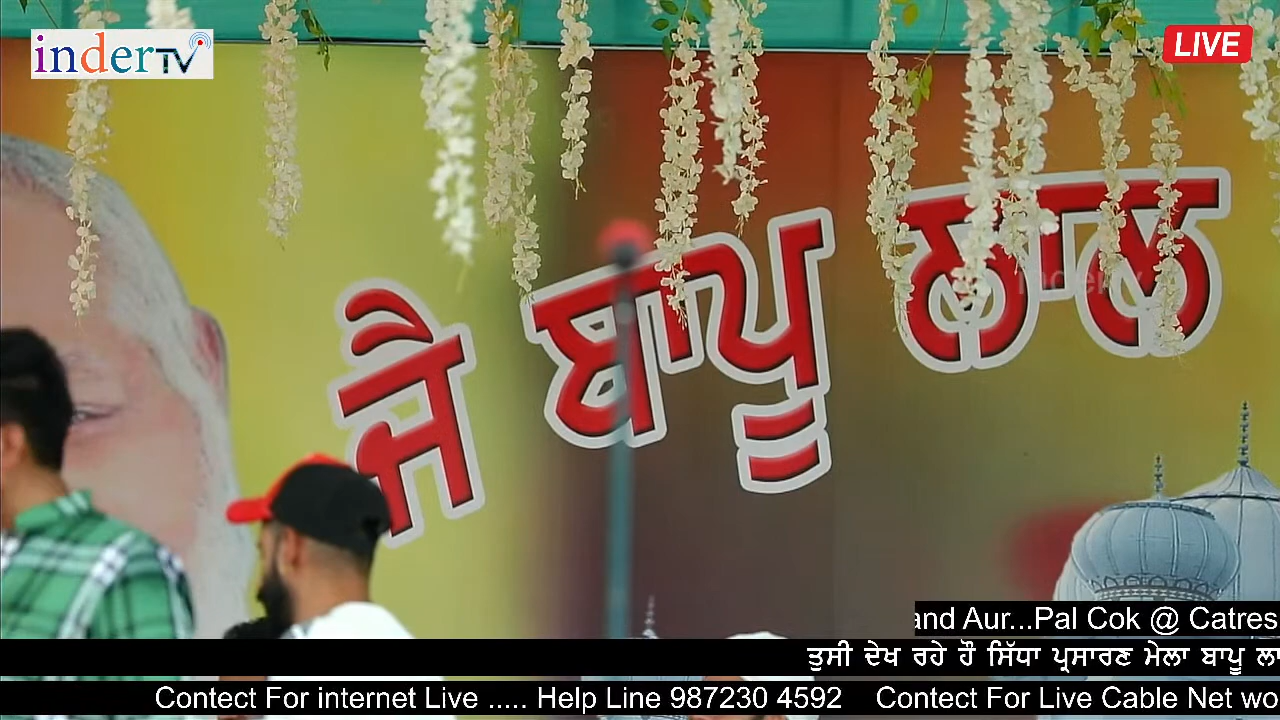 inderTV
LIVE
ਜੈ ਬਾਪੂ ਲਾਲ
inder
and Aur...Pal Cok @ Catres
ਤੁਸੀ ਦੇਖ ਰਹੇ ਹੌ ਸਿੱਧਾ ਪ੍ਰਸਾਰਣ ਮੇਲਾ ਬਾਪੂ ਲਾ
Contect For internet Live ..... Help Line 987230 4592 Contect For Live Cable Net wo